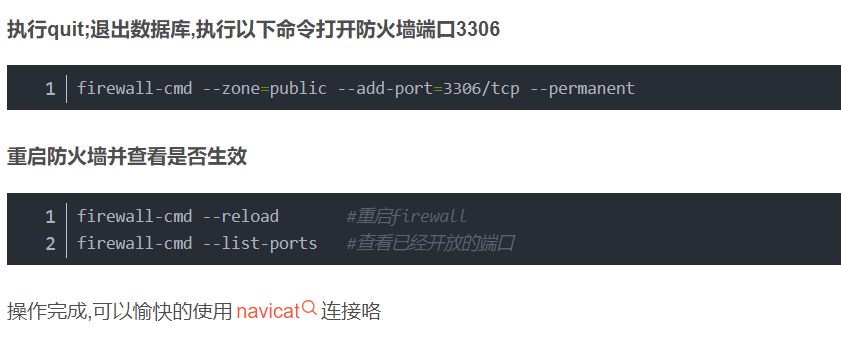 执行quit;退出数据库,执行以下命令打开防火墙端口3306
1 firewall-cmd --zone=public --add-port=3306/tcp --permanent
重启防火墙并查看是否生效
1 firewall-cmd --reload #重启firewall
2 firewall-cmd --list-ports #查看已经开放的端口
操作完成,可以愉快的使用 navicat 连接咯